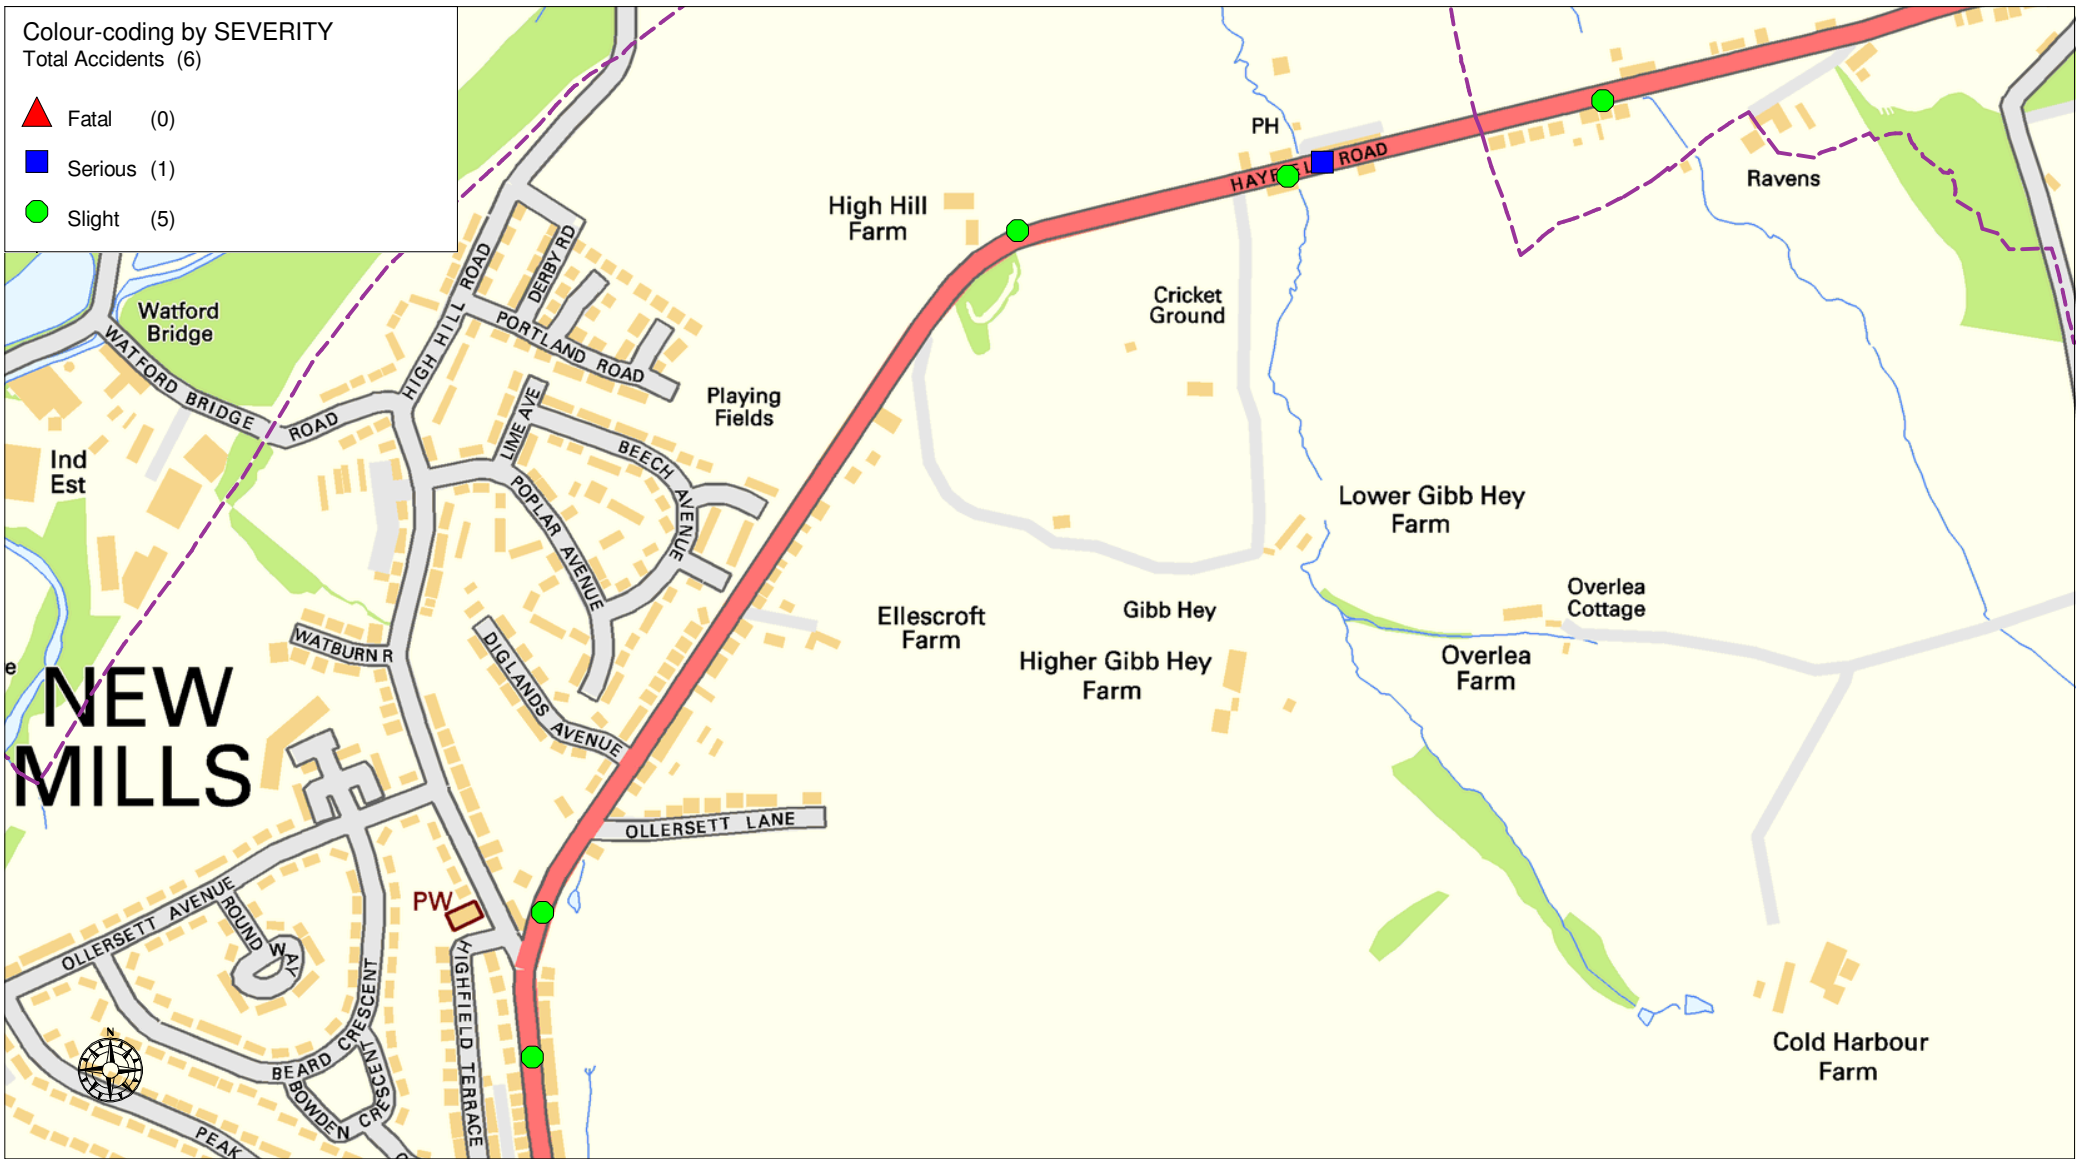 Colour-coding by SEVERITY
Total Accidents (6)
Fatal (0)
Serious (1)
Slight (5)
PH
HAYFIEL ROAD
Ravens
High Hill
Farm
DERBY RD
HIGH HILL ROAD
Watford
Bridge
WATFORD BRIDGE ROAD
PORTLAND ROAD
Cricket
Ground
Playing
Fields
LIME AVE
BEECH AVENUE
Ind
Est
POPLAR AVENUE
Lower Gibb Hey
Farm
Overlea
Cottage
Ellescroft
Farm
Gibb Hey
WATBURN R
DIGLANDS AVENUE
e
NEW
MILLS
Higher Gibb Hey
Farm
Overlea
Farm
OLLERSETT LANE
PW
OLLERSETT AVENUE
ROUND WAY
HIGHFIELD TERRACE
BEARD CRESCENT
BOWDEN CRESCENT
N
PEAK
Cold Harbour
Farm